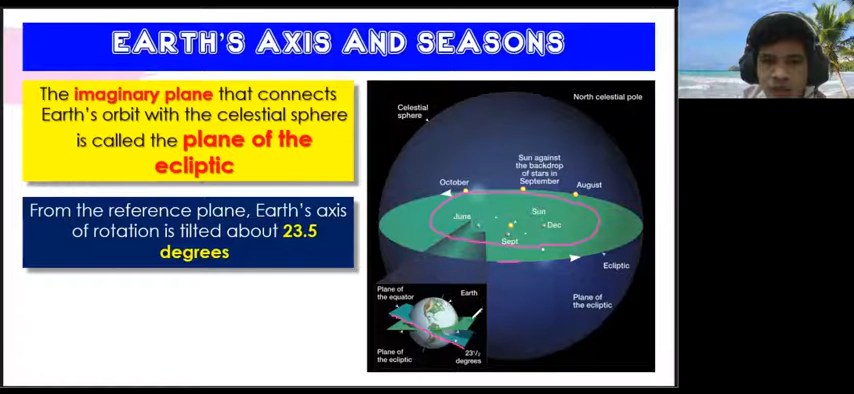 EARTH'S AXIS AND SEASONS
The imaginary plane that connects
Earth's orbit with the celestial sphere
is called the plane of the
ecliptic
From the reference plane, Earth's axis
of rotation is tilted about 23.5
degrees
North celestial pole
Celestial
sphere
Sun against
the backdrop
of stars in
September
October
August
June
Sun
Dec
Sept
Ecliptic
Plane of
the ecliptic
Plane of
the equator
Earth
Plane of
the ecliptic
23½
degrees